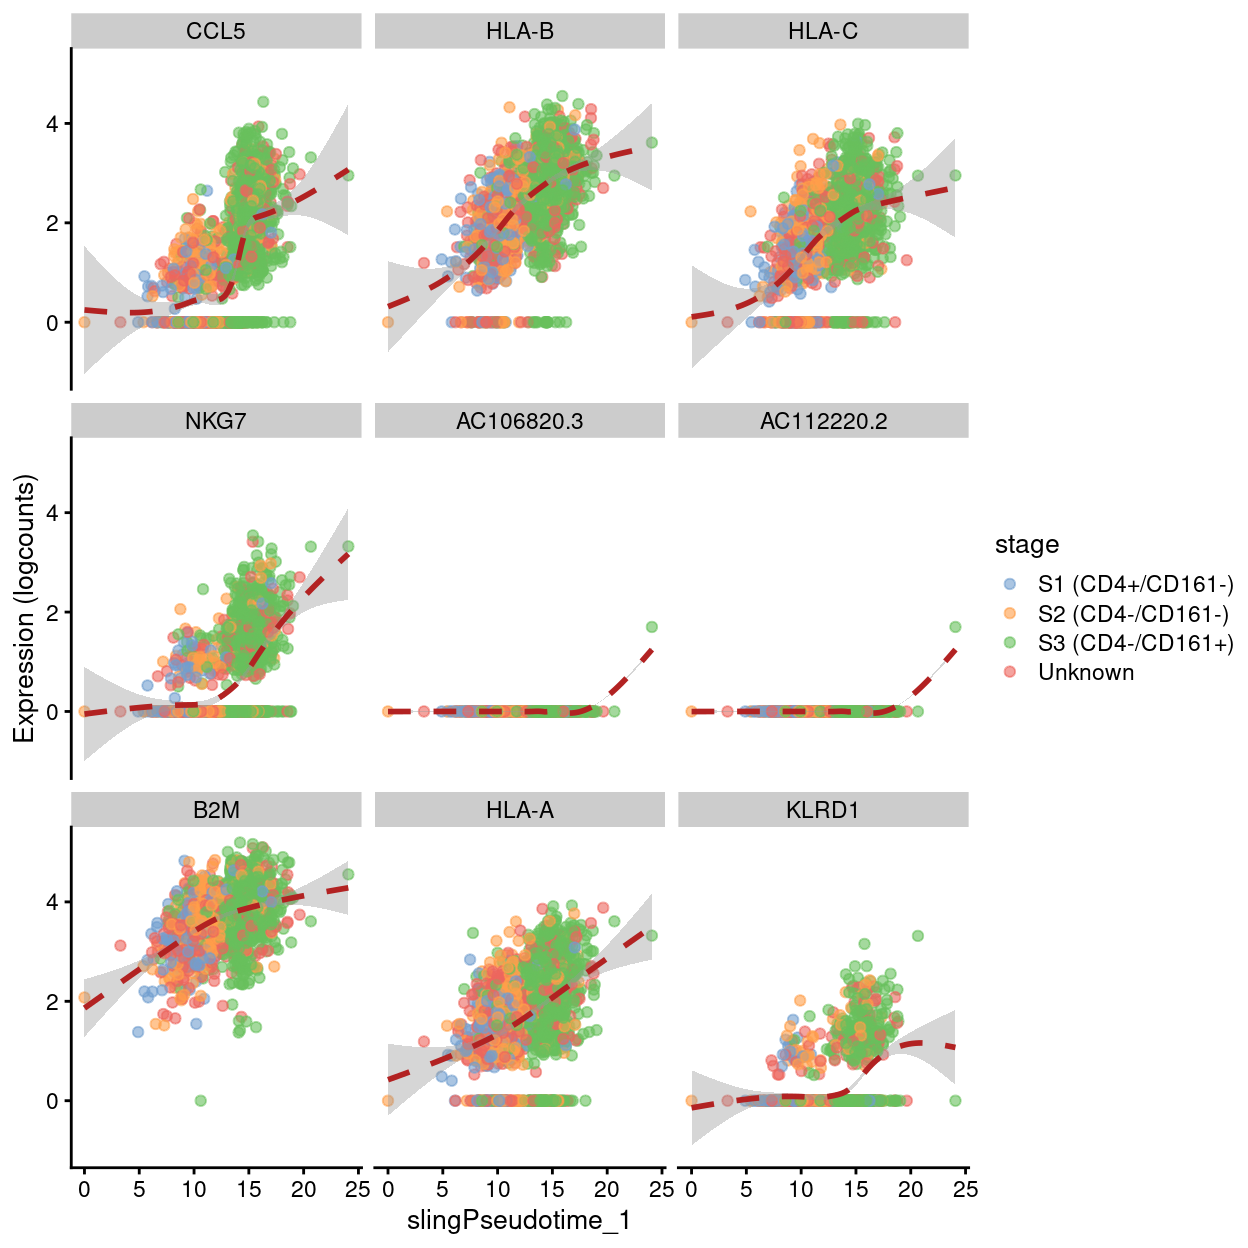 CCL5 HLA-B HLA-C
4
2
0
NKG7 AC106820.3 AC112220.2
4
2
0
Expression (logcounts)
B2M HLA-A KLRD1
4
2
0
0 5 10 15 20 25 0 5 10 15 20 25 0 5 10 15 20 25
slingPseudotime_1
stage
S1 (CD4+/CD161-)
S2 (CD4-/CD161-)
S3 (CD4-/CD161+)
Unknown